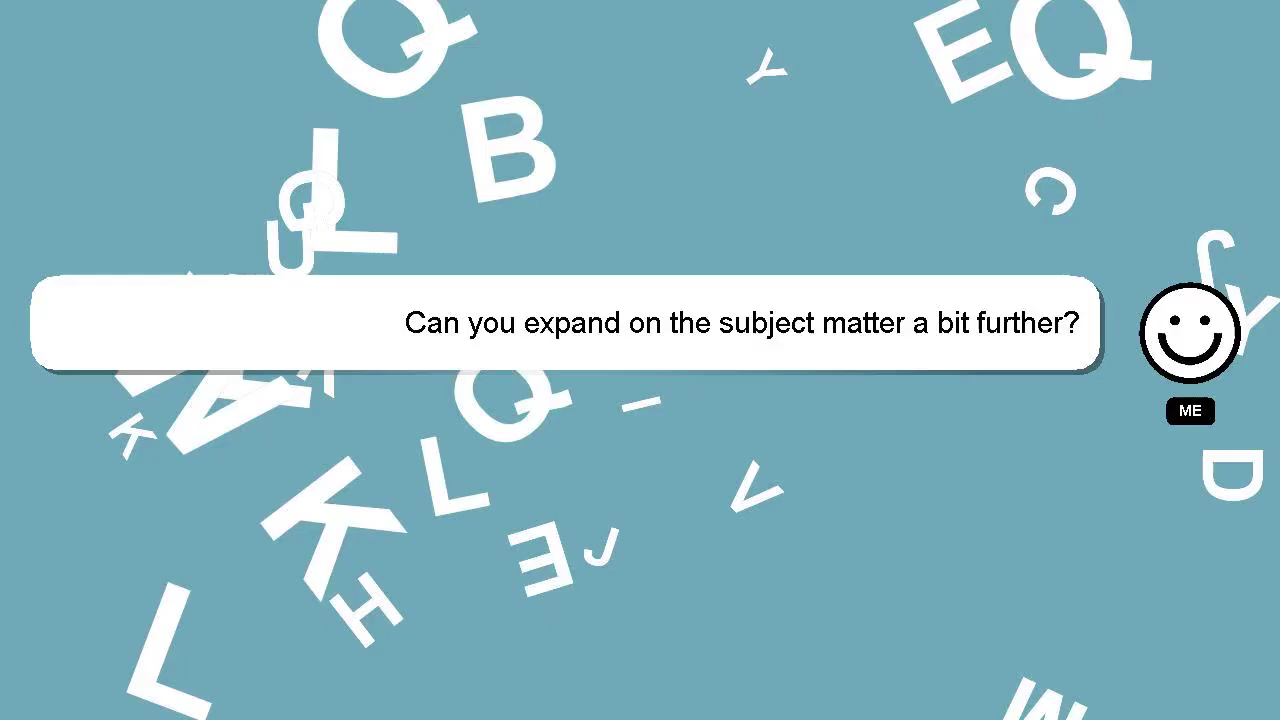 Q
E
Q
Y
B
L
Q
C
U
J
Y
A
K
Q
I
K
L
V
D
K
E
J
H
L
M
Can you expand on the subject matter a bit further?
ME